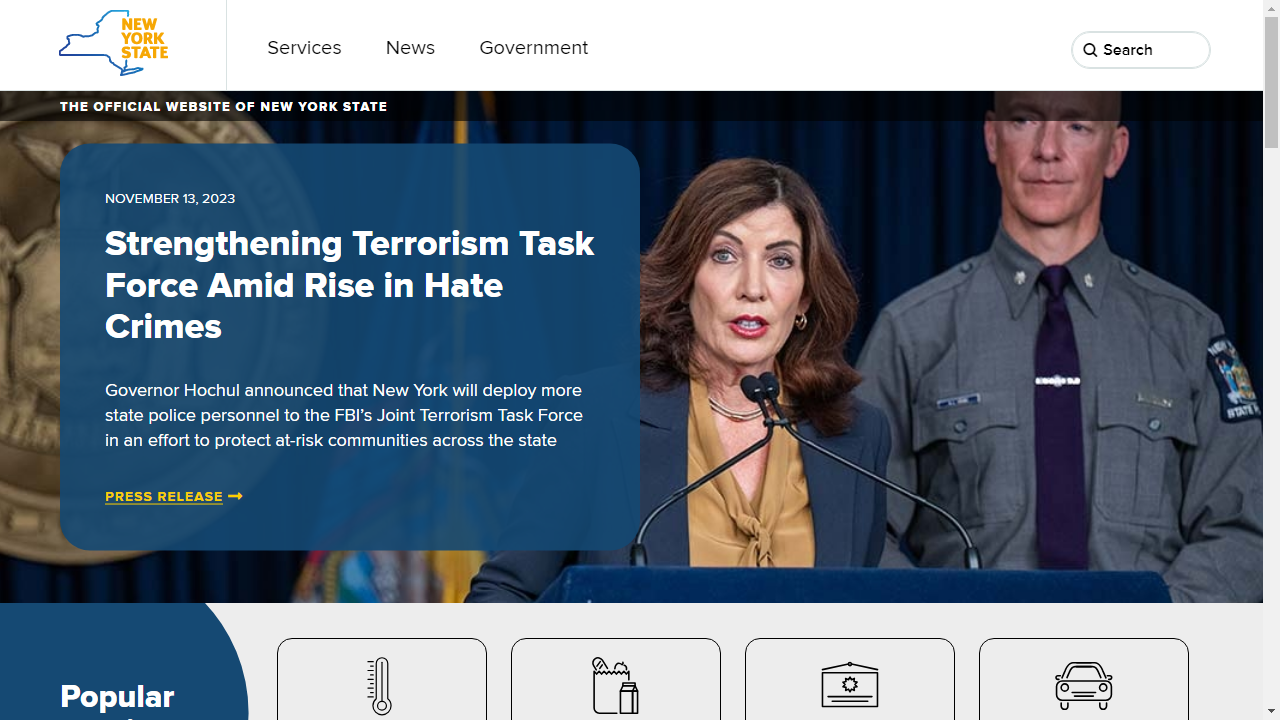 NEW
YORK
STATE
Services
News
Government
Search
THE OFFICIAL WEBSITE OF NEW YORK STATE
NOVEMBER 13, 2023
Strengthening Terrorism Task
Force Amid Rise in Hate
Crimes
Governor Hochul announced that New York will deploy more
state police personnel to the FBI’s Joint Terrorism Task Force
in an effort to protect at-risk communities across the state
PRESS RELEASE
Popular